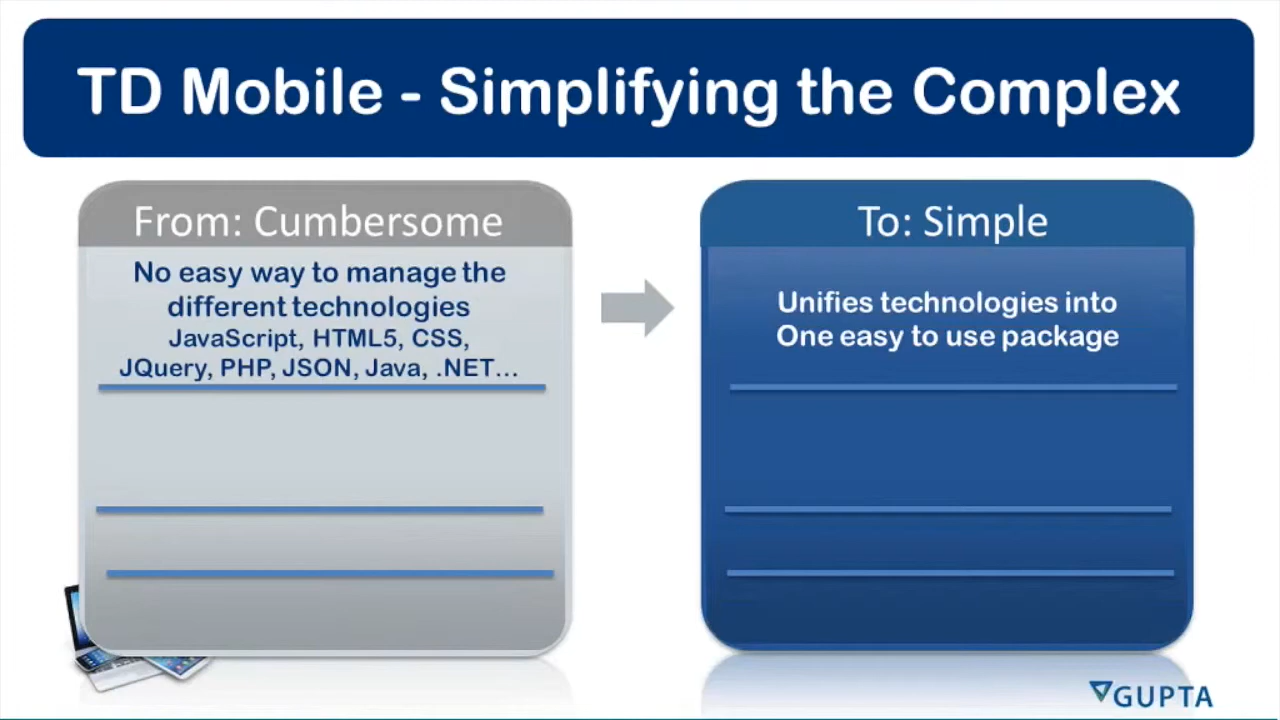 TD Mobile - Simplifying the Complex
From: Cumbersome
No easy way to manage the
different technologies
JavaScript, HTML5, CSS,
JQuery, PHP, JSON, Java, .NET...
To: Simple
Unifies technologies into
One easy to use package
GUPTA